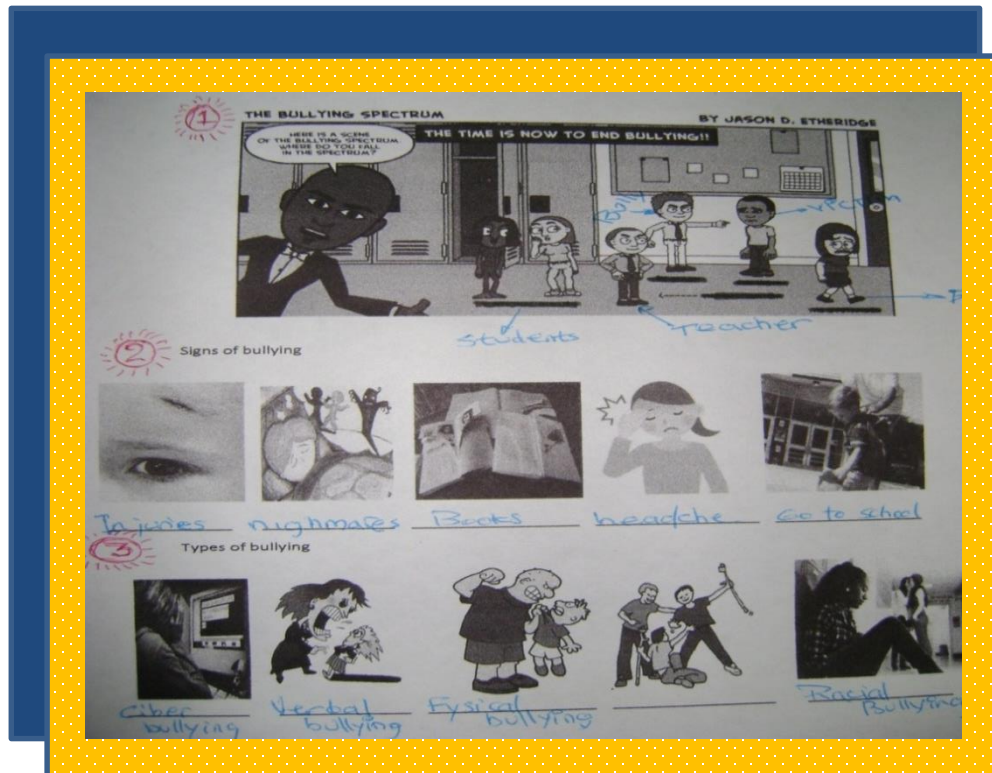 1
THE BULLYING SPECTRUM
BY JASON D. ETHERIDGE
HERE IS A SCENE
OF THE BULLYING SPECTRUM.
WHERE DO YOU FALL
IN THE SPECTRUM?
THE TIME IS NOW TO END BULLYING!!
Bully
victim
Students
Teacher
2
Signs of bullying
Injuries
nighmares
Books
headche
Go to school
3
Types of bullying
Ciber
bullying
Verbal
bullying
Fysical
bullying
Racial
Bullying